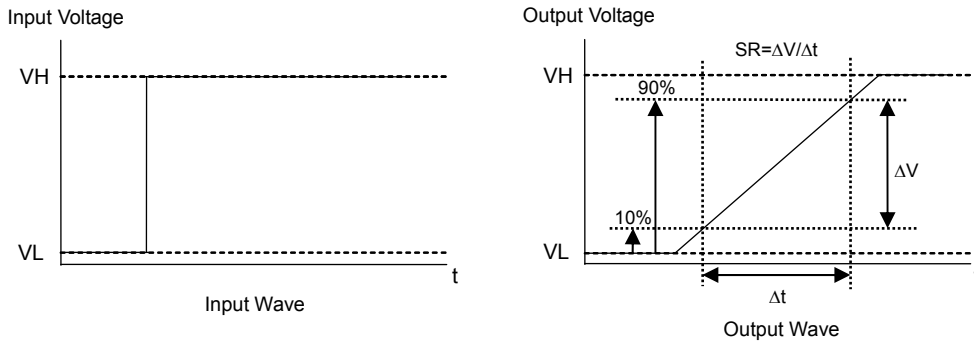 Input Voltage
VH
VL
t
Input Wave
Output Voltage
SR=ΔV/Δt
VH
90%
ΔV
10%
VL
Δt
Output Wave